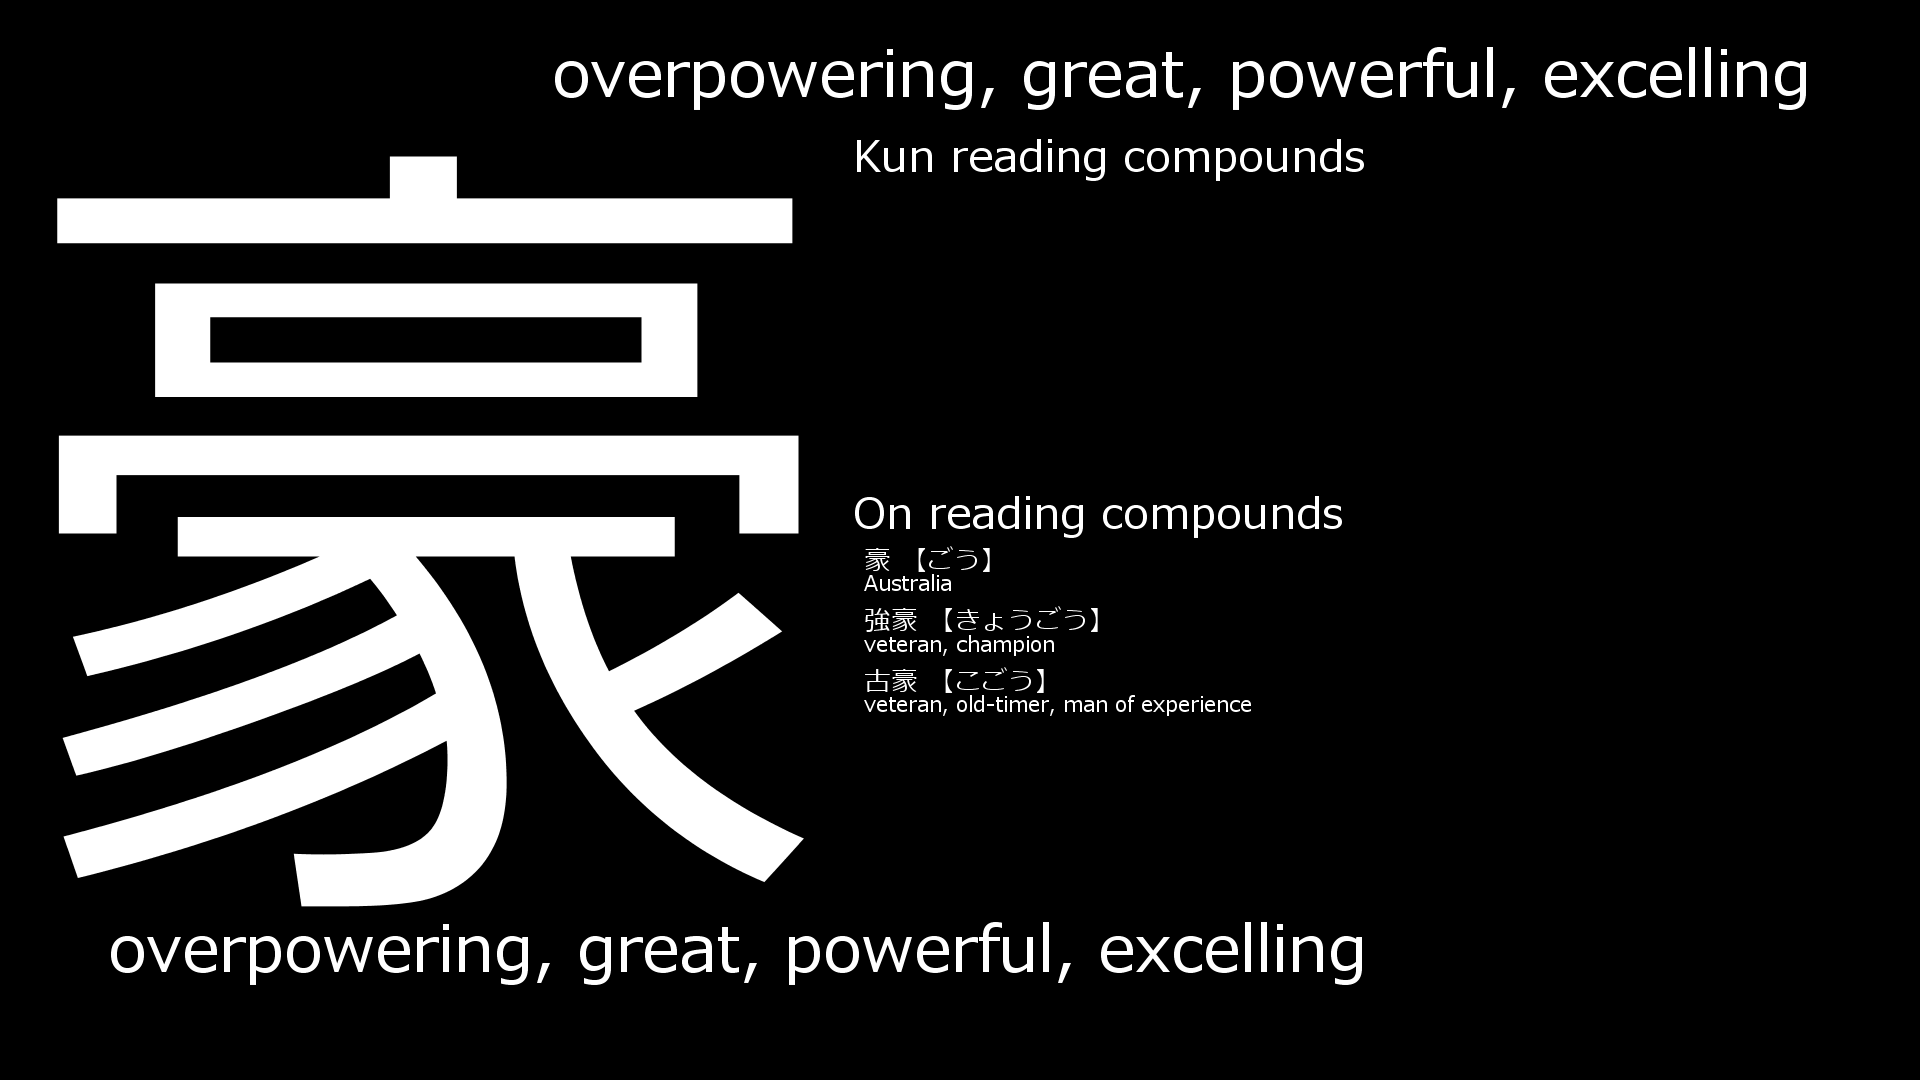 overpowering, great, powerful, excelling
豪
Kun reading compounds
On reading compounds
豪 【ごう】
Australia
強豪 【きょうごう】
veteran, champion
古豪 【こごう】
veteran, old-timer, man of experience
overpowering, great, powerful, excelling